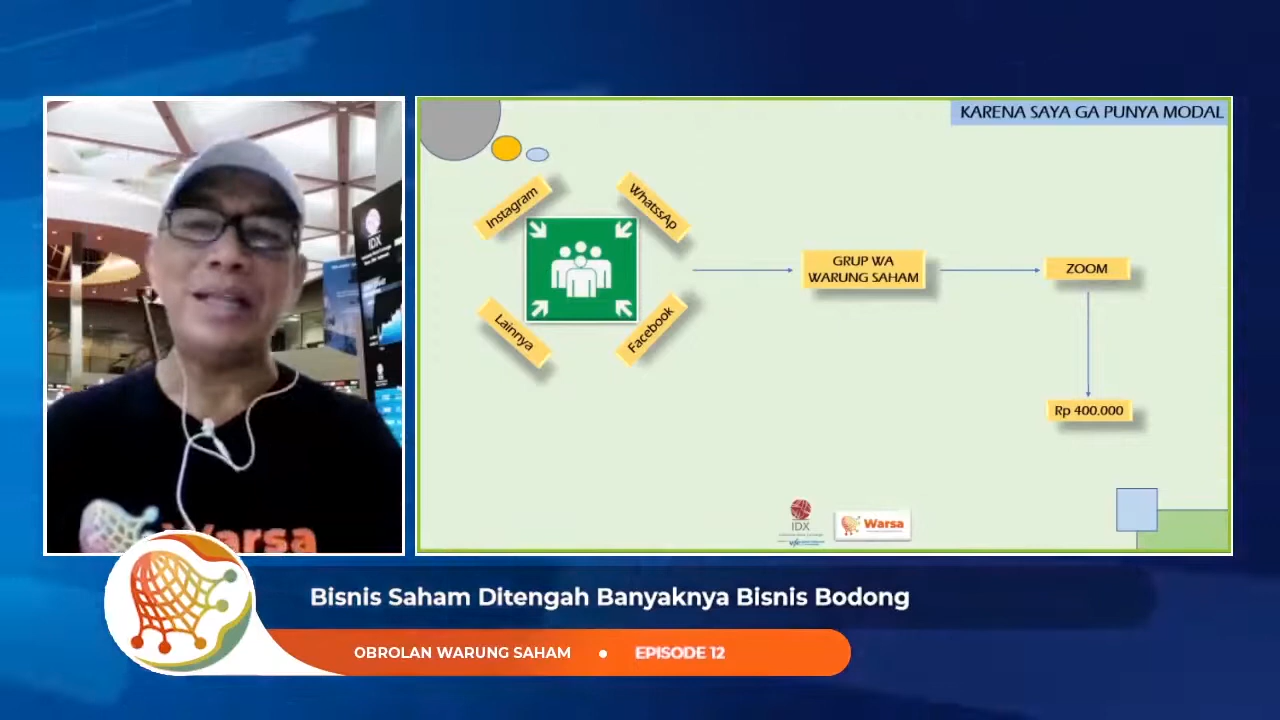 KARENA SAYA GA PUNYA MODAL
Instagram
WhatssAp
Lainnya
Facebook
GRUP WA
WARUNG SAHAM
ZOOM
Rp 400.000
IDX
IDX
Warsa
Warsa
Bisnis Saham Ditengah Banyaknya Bisnis Bodong
OBROLAN WARUNG SAHAM • EPISODE 12